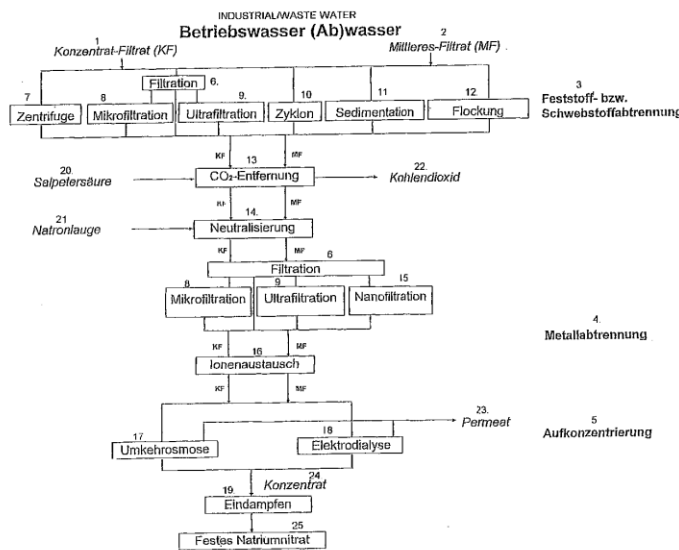 INDUSTRIAL/WASTE WATER
Betriebswasser (Ab)wasser
1
Konzentrat-Filtrat (KF)
2
Mittleres-Filtrat (MF)
Filtration
6.
7
Zentrifuge
8
Mikrofiltration
9.
Ultrafiltration
10
Zyklon
11
Sedimentation
12.
Flockung
3
Feststoff- bzw.
Schwebstoffabtrennung
KF
MF
13
CO₂-Entfernung
20.
Salpetersäure
22.
Kohlendioxid
KF
MF
14.
Neutralisierung
21
Natronlauge
KF
MF
6
Filtration
8
Mikrofiltration
9
Ultrafiltration
15
Nanofiltration
4.
Metallabtrennung
KF
MF
16
Ionenaustausch
KF
MF
17
Umkehrosmose
18
Elektrodialyse
23.
Permeat
5
Aufkonzentrierung
24
Konzentrat
19.
Eindampfen
25
Festes Natriumnitrat